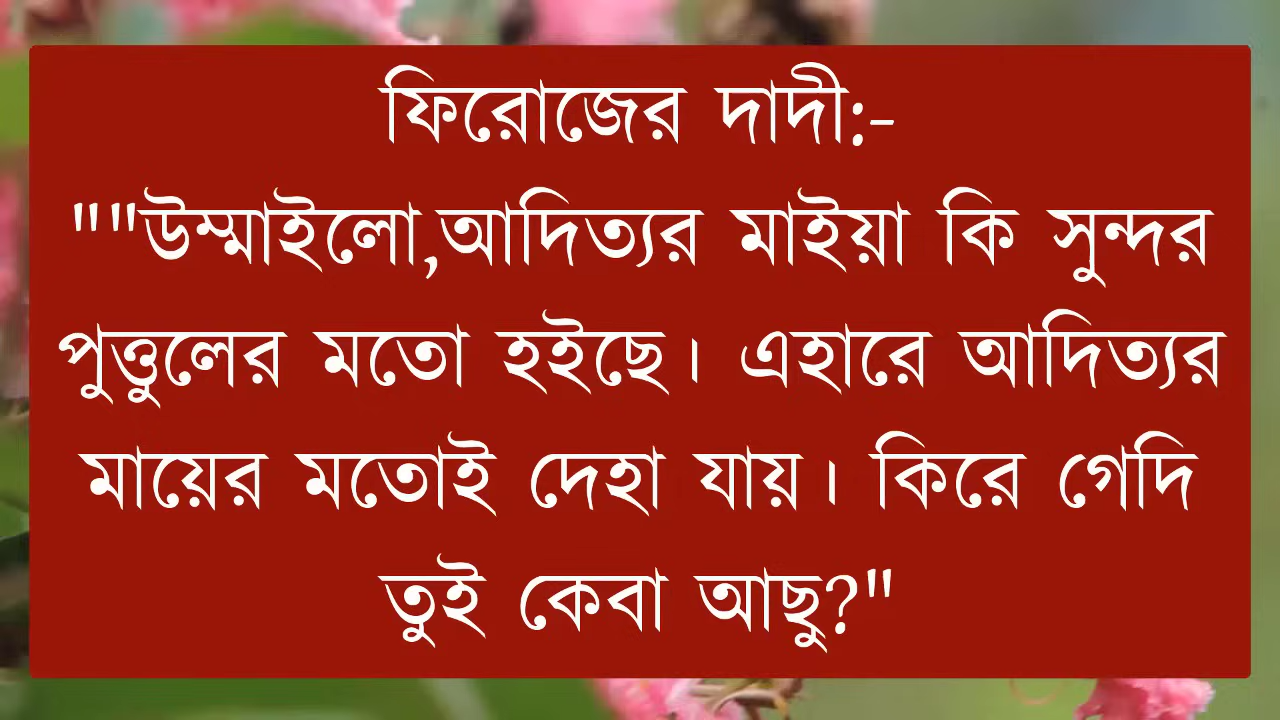 ফিরোজের দাদী:-
""উম্মাইলো,আদিত্যর মাইয়া কি সুন্দর
পুত্তুলের মতো হইছে। এহারে আদিত্যর
মায়ের মতোই দেহা যায়। কিরে গেদি
তুই কেবা আছু?"